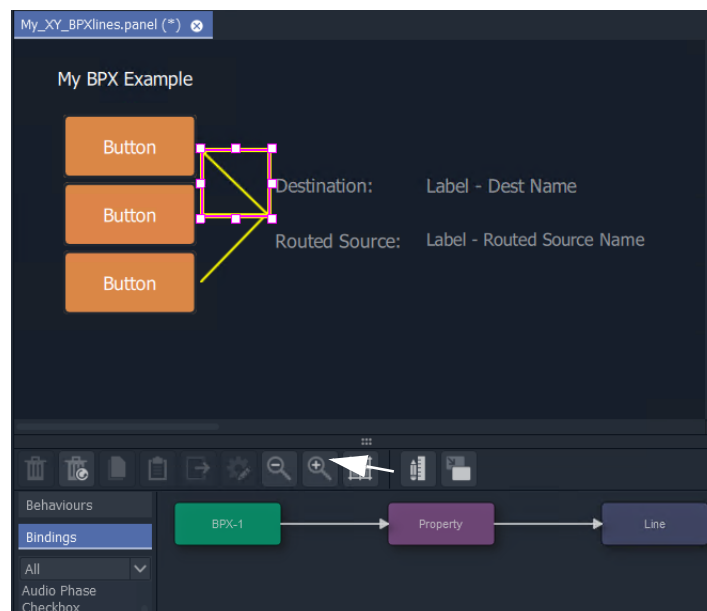 My_XY_BPXlines.panel (*)
My BPX Example
Button
Button
Destination: Label - Dest Name
Button
Routed Source: Label - Routed Source Name
Behaviours
Bindings
BPX-1 Property Line
All
Audio Phase
Checkbox